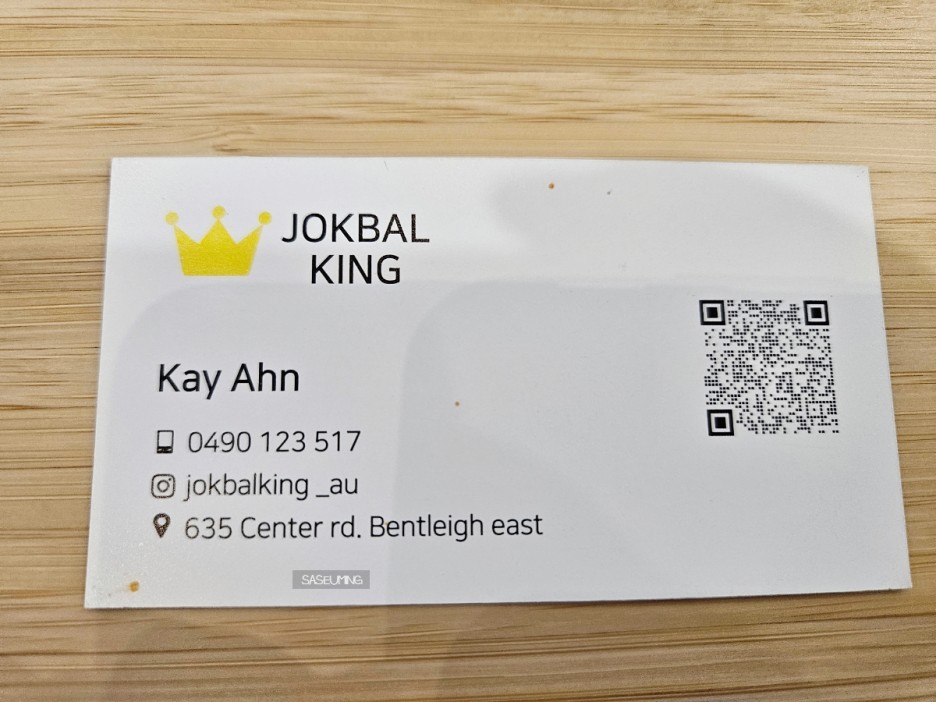 JOKBAL
KING
Kay Ahn
0490 123 517
jokbalking _au
635 Center rd. Bentleigh east
SASEUMING